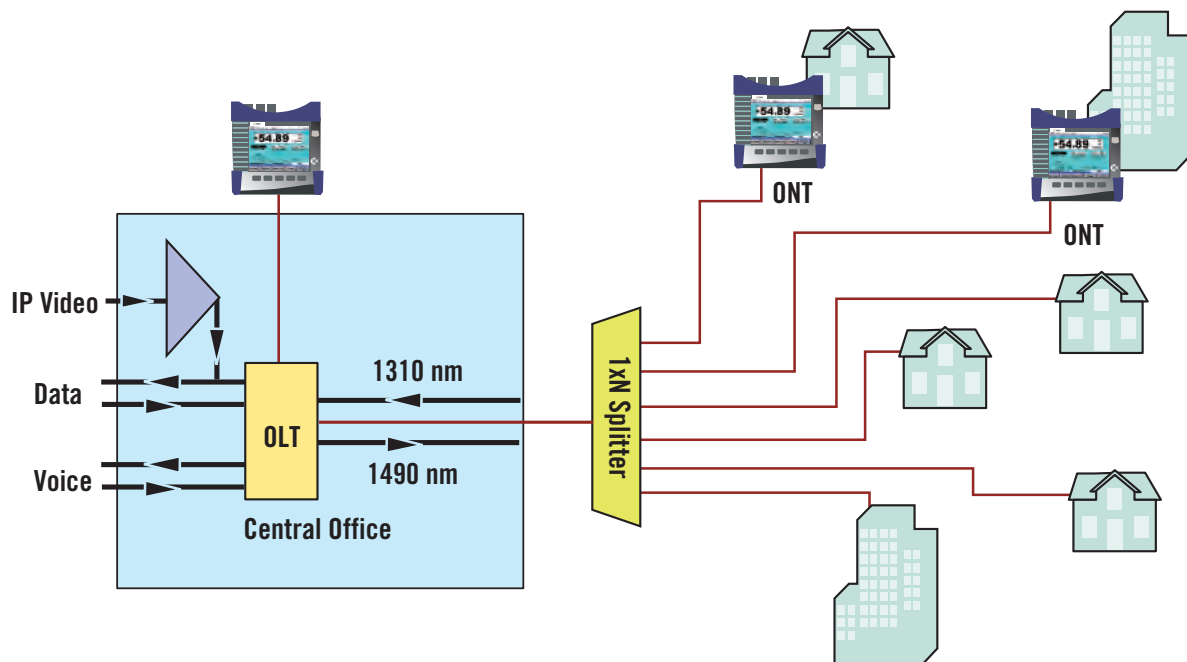 -54.89
-54.89
-54.89
ONT
ONT
IP Video
Data
Voice
1310 nm
OLT
1490 nm
Central Office
1xN Splitter